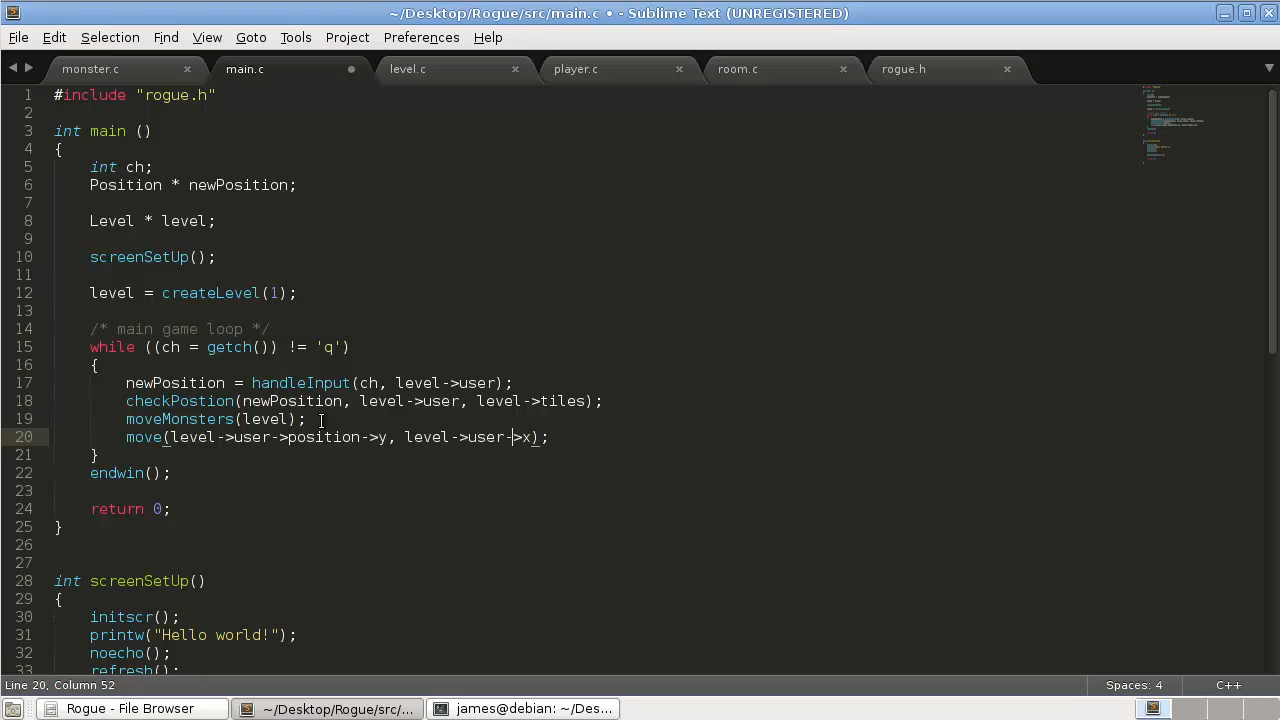 ~/Desktop/Rogue/src/main.c • - Sublime Text (UNREGISTERED)
File Edit Selection Find View Goto Tools Project Preferences Help
monster.c main.c level.c player.c room.c rogue.h
1 #include "rogue.h"
2
3 int main ()
4 {
5 int ch;
6 Position * newPosition;
7
8 Level * level;
9
10 screenSetUp();
11
12 level = createLevel(1);
13
14 /* main game loop */
15 while ((ch = getch()) != 'q')
16 {
17 newPosition = handleInput(ch, level->user);
18 checkPostion(newPosition, level->user, level->tiles);
19 moveMonsters(level);
20 move(level->user->position->y, level->user->x);
21 }
22 endwin();
23
24 return 0;
25 }
26
27
28 int screenSetUp()
29 {
30 initscr();
31 printw("Hello world!");
32 noecho();
33 refresh();
Line 20, Column 52 Spaces: 4 C++
Rogue - File Browser ~/Desktop/Rogue/src/... james@debian: ~/Des...